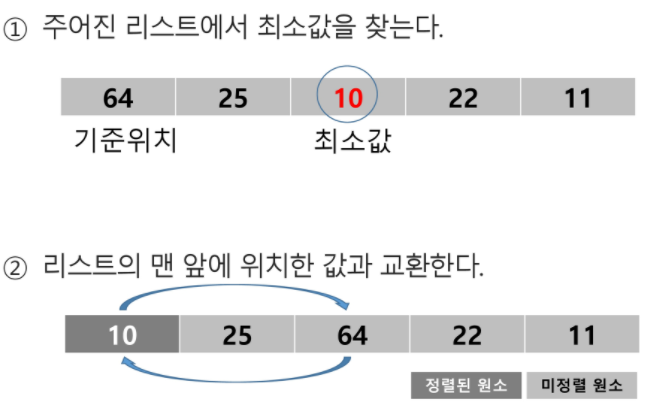 ① 주어진 리스트에서 최소값을 찾는다.
64 25 10 22 11
기준위치 최소값
② 리스트의 맨 앞에 위치한 값과 교환한다.
10 25 64 22 11
정렬된 원소 미정렬 원소